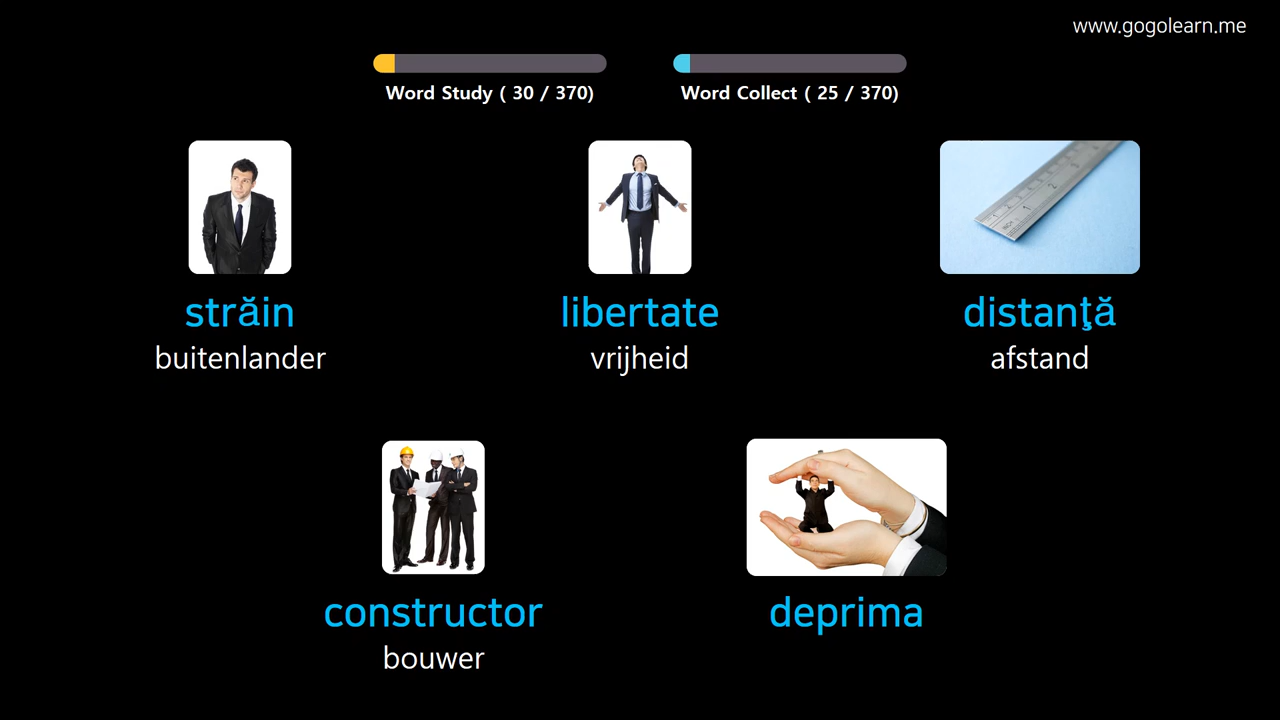 www.gogolearn.me
Word Study ( 30 / 370)
Word Collect ( 25 / 370)
străin
buitenlander
libertate
vrijheid
distanţă
afstand
constructor
bouwer
deprima